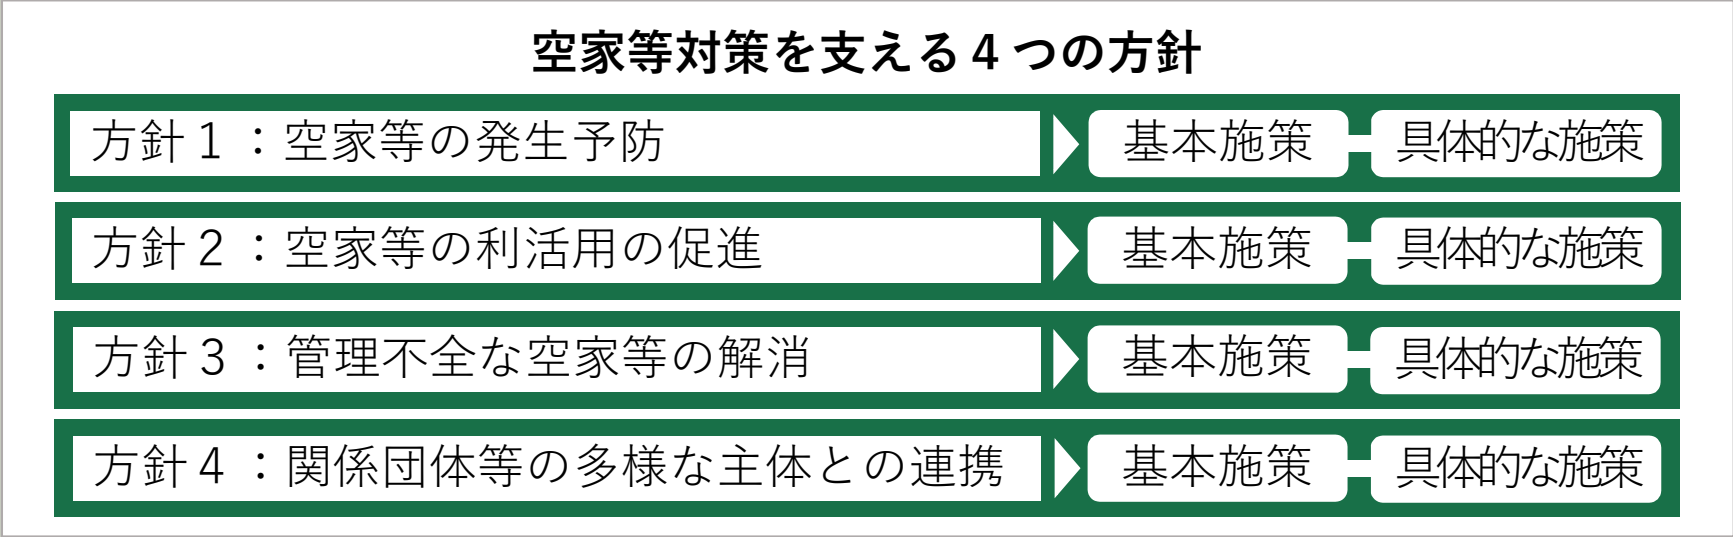 空家等対策を支える４つの方針
方針１：空家等の発生予防 基本施策 具体的な施策
方針２：空家等の利活用の促進 基本施策 具体的な施策
方針３：管理不全な空家等の解消 基本施策 具体的な施策
方針４：関係団体等の多様な主体との連携 基本施策 具体的な施策